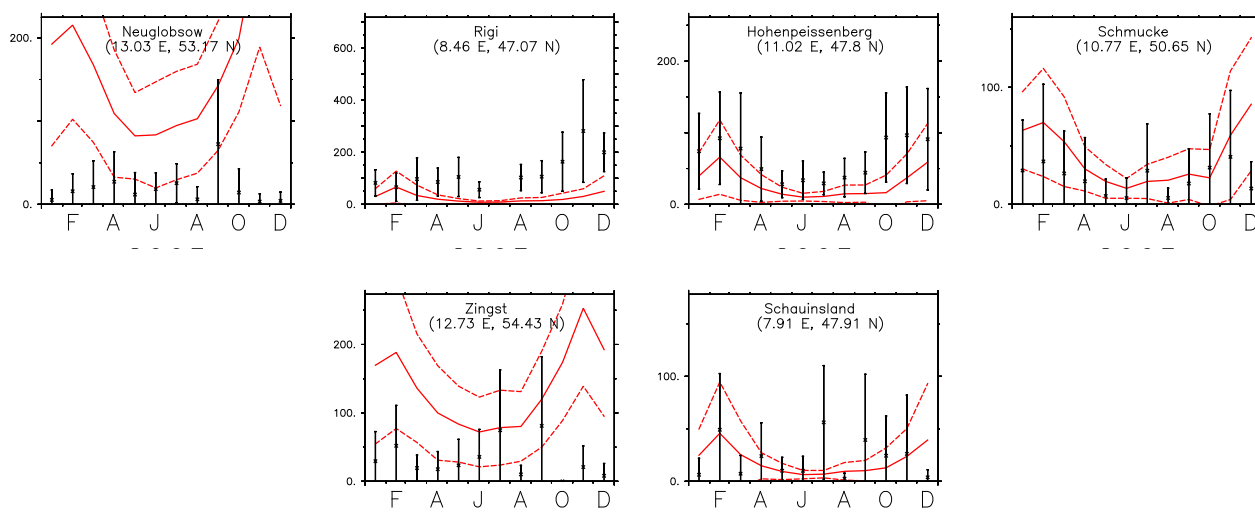 Neuglobsow
(13.03 E, 53.17 N)
200.
100.
0.
F A J A O D
Rigi
(8.46 E, 47.07 N)
600.
400.
200.
0.
F A J A O D
Hohenpeissenberg
(11.02 E, 47.8 N)
200.
0.
F A J A O D
Schmucke
(10.77 E, 50.65 N)
100.
0.
F A J A O D
Zingst
(12.73 E, 54.43 N)
200.
100.
0.
F A J A O D
Schauinsland
(7.91 E, 47.91 N)
100.
0.
F A J A O D